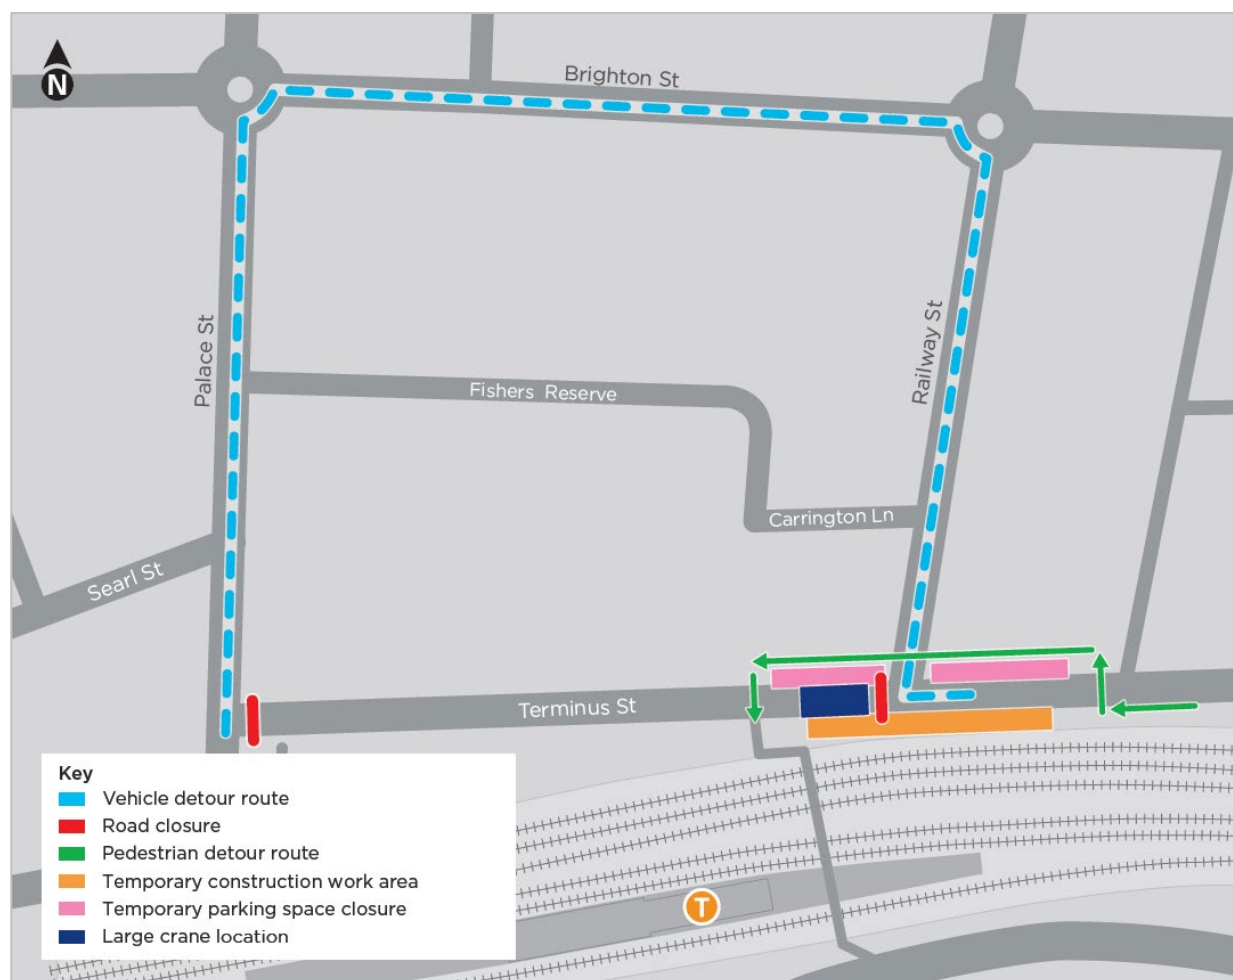 N
Brighton St
Palace St
Railway St
Fishers Reserve
Carrington Ln
Searl St
Terminus St
Key
Vehicle detour route
Road closure
Pedestrian detour route
Temporary construction work area
Temporary parking space closure
Large crane location
T